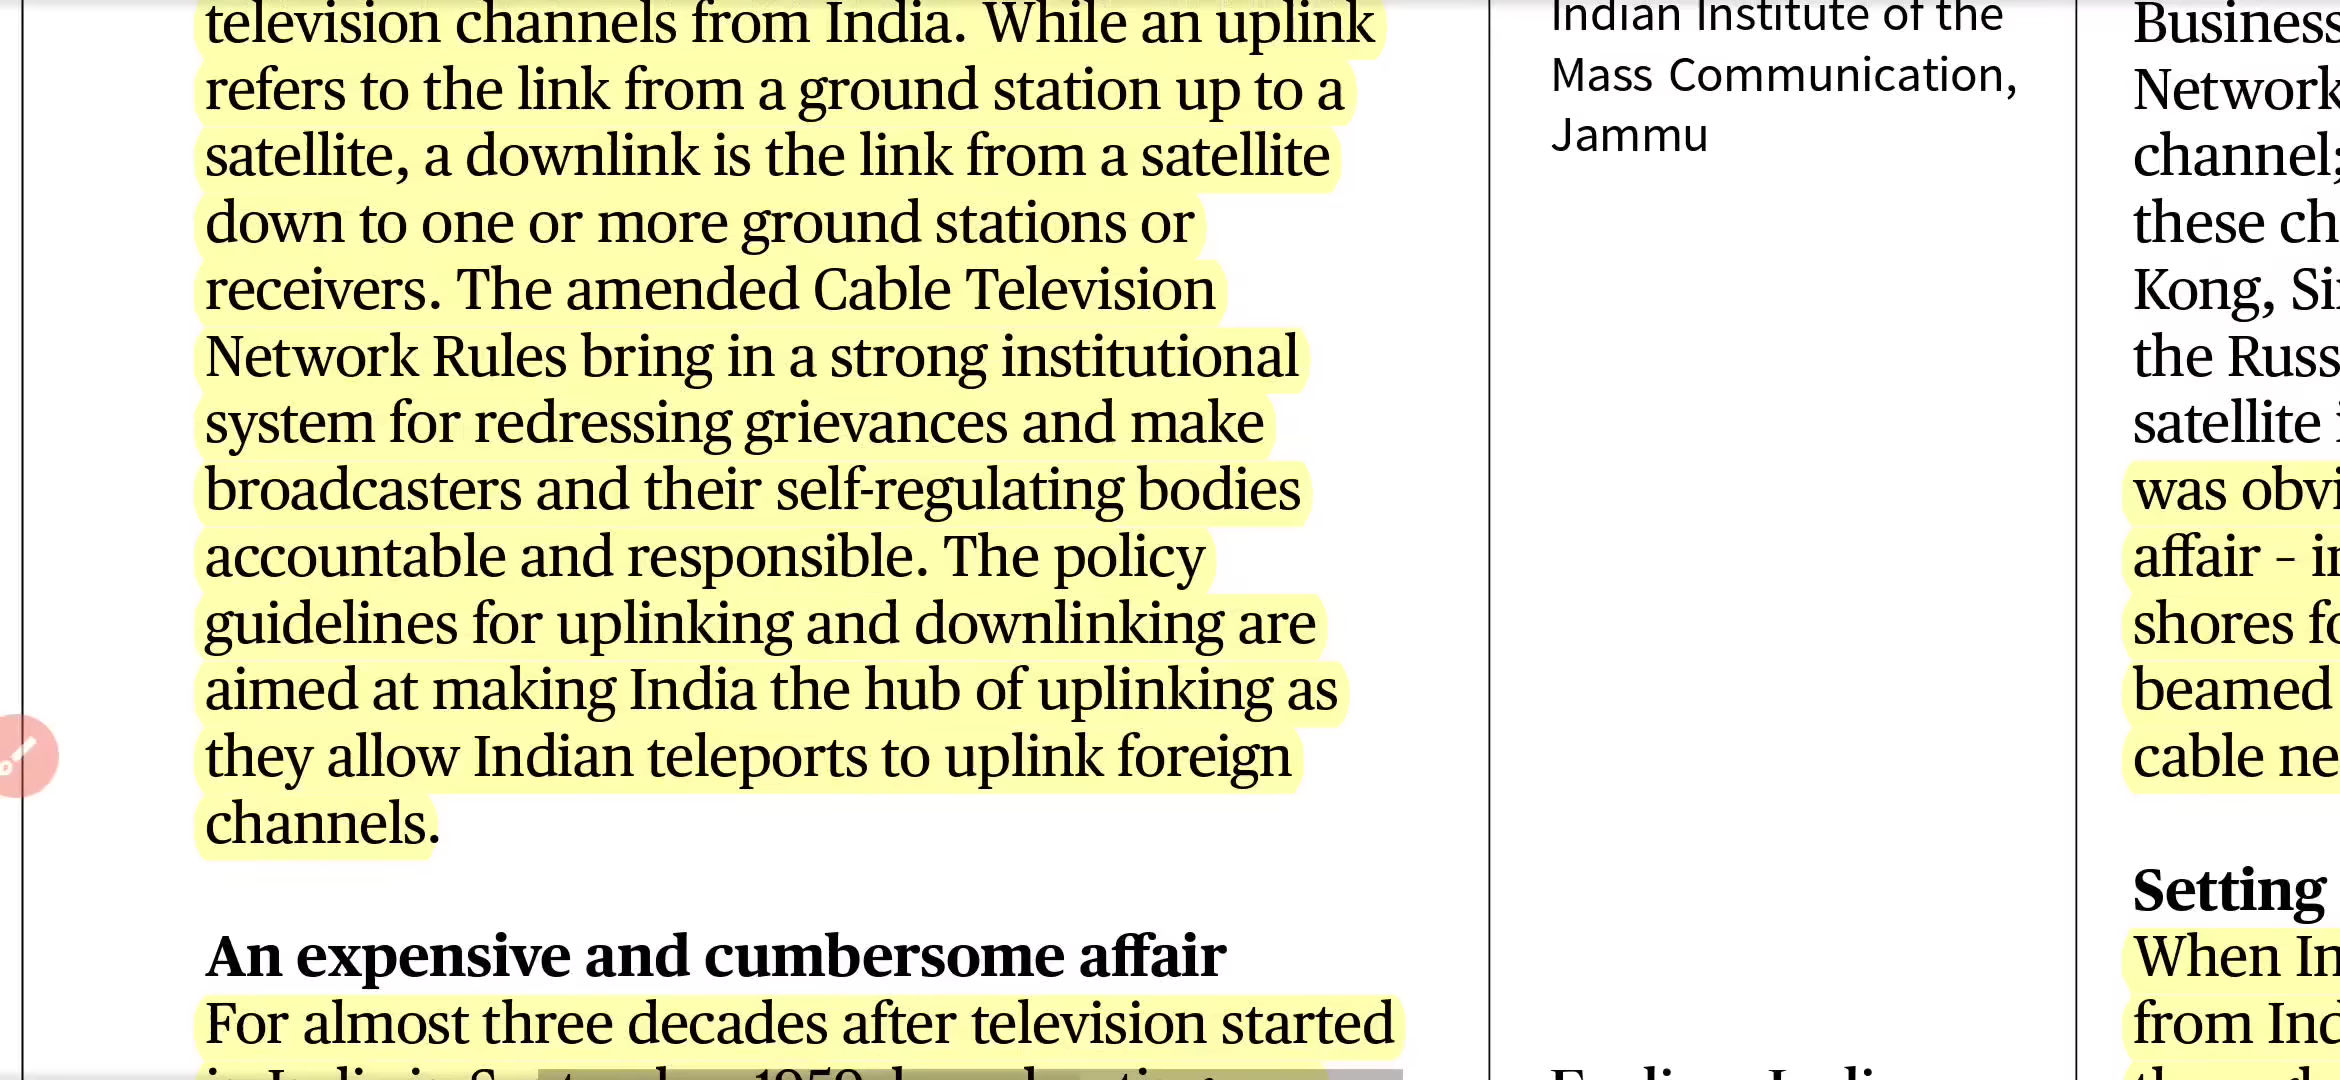 television channels from India. While an uplink
refers to the link from a ground station up to a
satellite, a downlink is the link from a satellite
down to one or more ground stations or
receivers. The amended Cable Television
Network Rules bring in a strong institutional
system for redressing grievances and make
broadcasters and their self-regulating bodies
accountable and responsible. The policy
guidelines for uplinking and downlinking are
aimed at making India the hub of uplinking as
they allow Indian teleports to uplink foreign
channels.
An expensive and cumbersome affair
For almost three decades after television started
Indian Institute of the
Mass Communication,
Jammu
Business
Network
channel;
these ch
Kong, Si
the Russ
satellite i
was obvi
affair – in
shores fo
beamed
cable ne
Setting
When In
from Ind